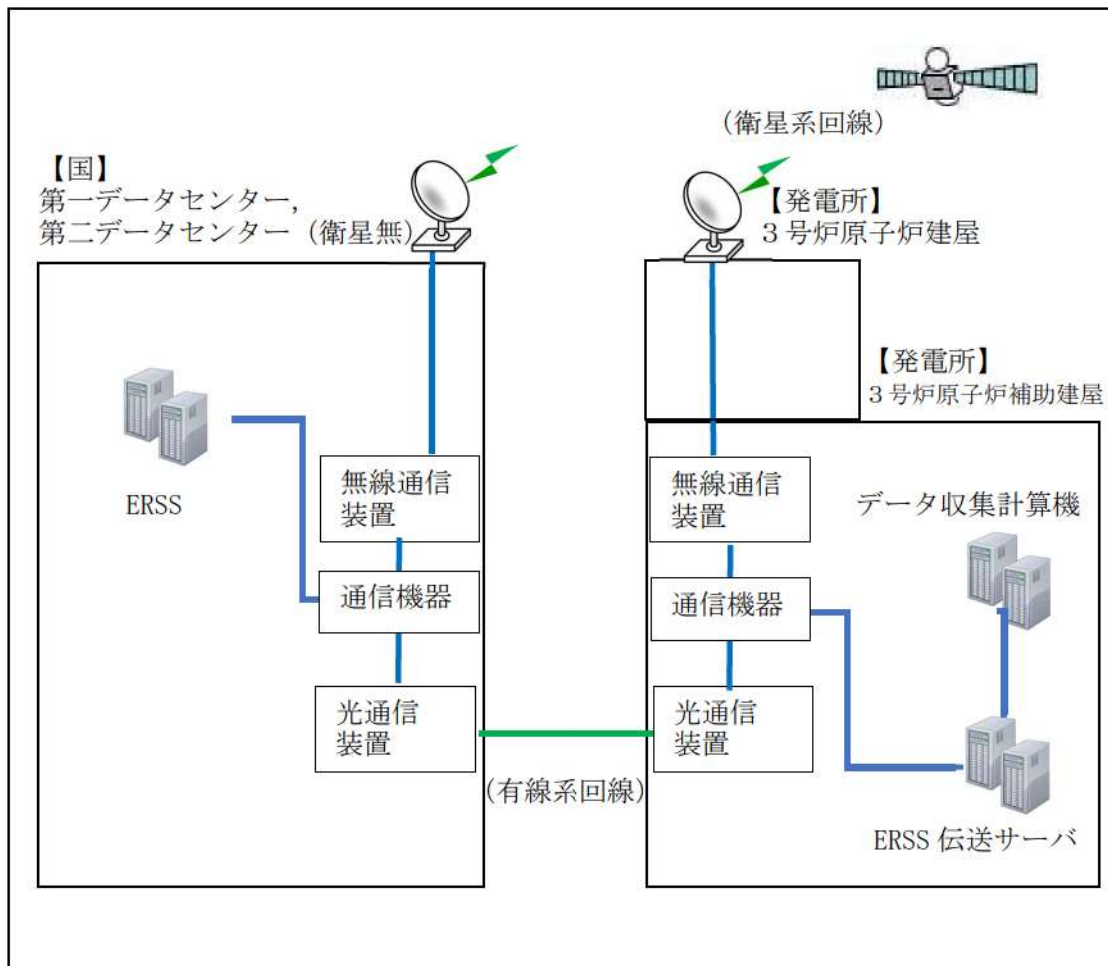 （衛星系回線）
【国】
第一データセンター，
第二データセンター（衛星無）
【発電所】
３号炉原子炉建屋
【発電所】
３号炉原子炉補助建屋
ERSS
無線通信
装置
通信機器
光通信
装置
無線通信
装置
通信機器
光通信
装置
データ収集計算機
（有線系回線）
ERSS 伝送サーバ